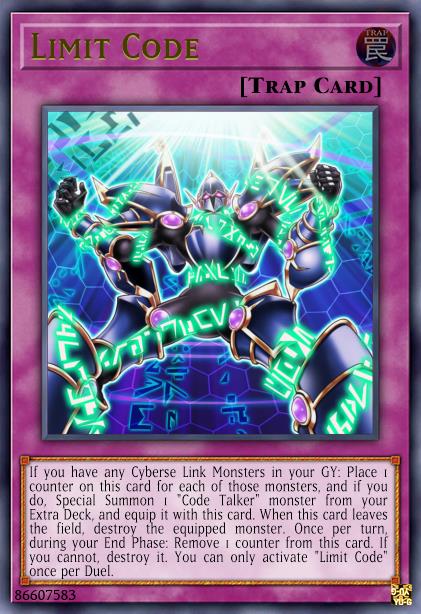 Limit Code
TRAP
罠
[Trap Card]
If you have any Cyberse Link Monsters in your GY: Place 1
counter on this card for each of those monsters, and if you
do, Special Summon 1 "Code Talker" monster from your
Extra Deck, and equip it with this card. When this card leaves
the field, destroy the equipped monster. Once per turn,
during your End Phase: Remove 1 counter from this card. If
you cannot, destroy it. You can only activate "Limit Code"
once per Duel.
86607583